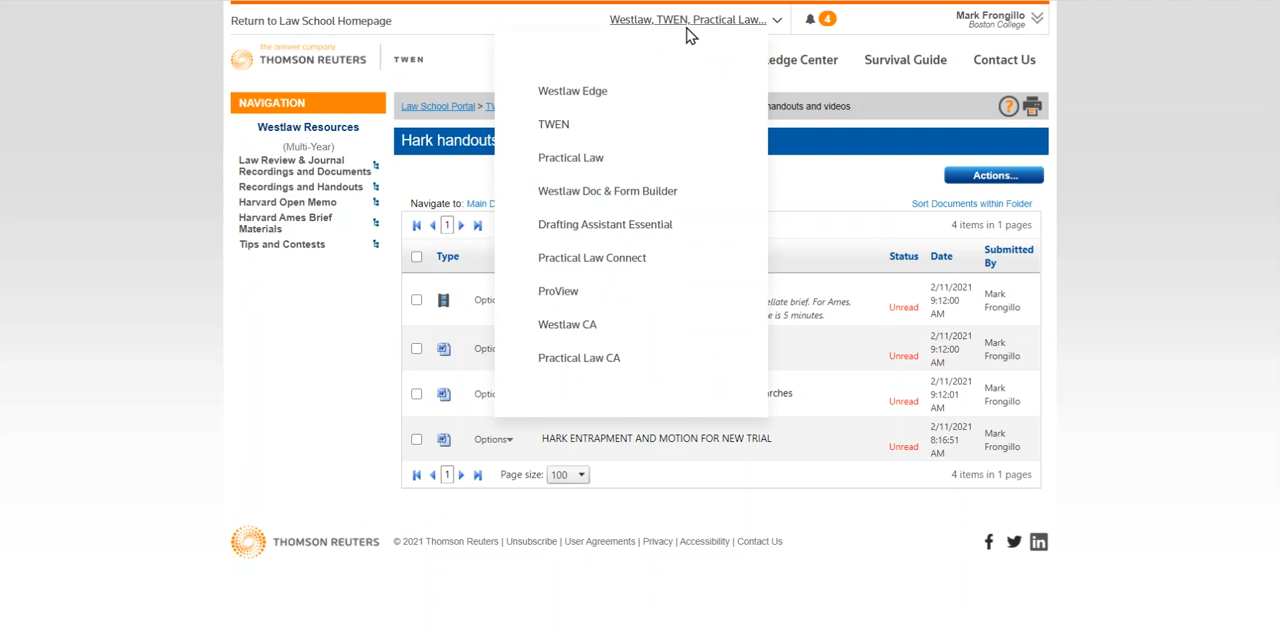 Return to Law School Homepage
Westlaw, TWEN, Practical Law...
4
Mark Frongillo
Boston College
the answer company
THOMSON REUTERS
TWEN
Westlaw Edge
TWEN
Practical Law
Westlaw Doc & Form Builder
Drafting Assistant Essential
Practical Law Connect
ProView
Westlaw CA
Practical Law CA
edge Center
Survival Guide
Contact Us
NAVIGATION
Westlaw Resources
(Multi-Year)
Law Review & Journal
Recordings and Documents
Recordings and Handouts
Harvard Open Memo
Harvard Ames Brief
Materials
Tips and Contests
Law School Portal > TW
handouts and videos
?
Hark handouts
Actions...
Navigate to: Main D
Sort Documents within Folder
1
4 items in 1 pages
Type
Status
Date
Submitted
By
Optio
ellate brief. For Ames,
e is 5 minutes.
Unread
2/11/2021
9:12:00
AM
Mark
Frongillo
Optio
Unread
2/11/2021
9:12:00
AM
Mark
Frongillo
Optio
rches
Unread
2/11/2021
9:12:01
AM
Mark
Frongillo
Options
HARK ENTRAPMENT AND MOTION FOR NEW TRIAL
Unread
2/11/2021
8:16:51
AM
Mark
Frongillo
1
Page size: 100
4 items in 1 pages
THOMSON REUTERS
© 2021 Thomson Reuters | Unsubscribe | User Agreements | Privacy | Accessibility | Contact Us